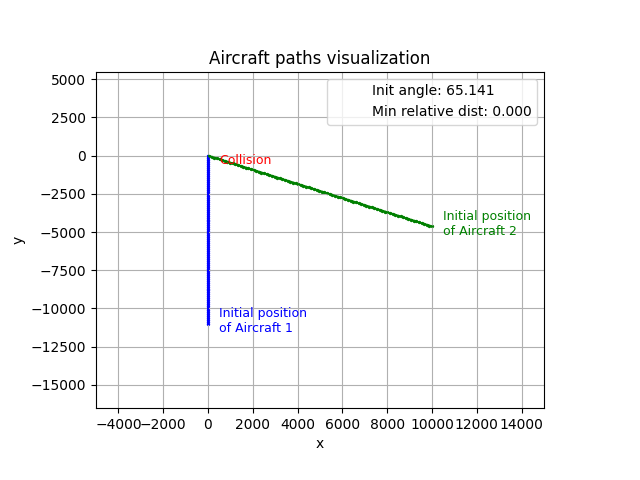 Aircraft paths visualization
Init angle: 65.141
Min relative dist: 0.000
5000
2500
0
−2500
−5000
−7500
−10000
−12500
−15000
y
Collision
Initial position
of Aircraft 2
Initial position
of Aircraft 1
−4000 −2000 0 2000 4000 6000 8000 10000 12000 14000
x